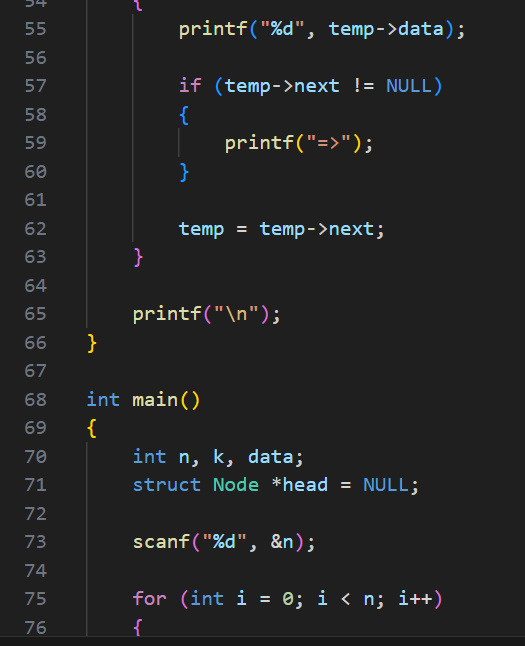 54 {
55 printf("%d", temp->data);
56
57 if (temp->next != NULL)
58 {
59 printf("=>");
60 }
61
62 temp = temp->next;
63 }
64
65 printf("\n");
66 }
67
68 int main()
69 {
70 int n, k, data;
71 struct Node *head = NULL;
72
73 scanf("%d", &n);
74
75 for (int i = 0; i < n; i++)
76 {